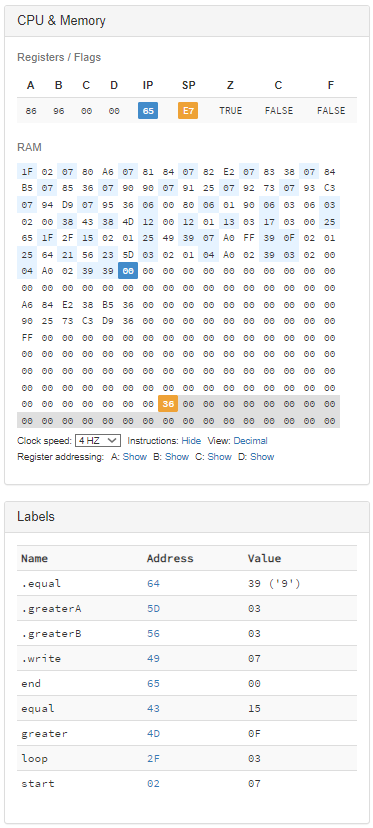 CPU & Memory
Registers / Flags
A B C D IP SP Z C F
86 96 00 00 65 E7 TRUE FALSE FALSE
RAM
1F 02 07 80 A6 07 81 84 07 82 E2 07 83 38 07 84
B5 07 85 36 07 90 90 07 91 25 07 92 73 07 93 C3
07 94 D9 07 95 36 06 00 80 06 01 90 06 03 06 03
02 00 38 43 38 4D 12 00 12 01 13 03 17 03 00 25
65 1F 2F 15 02 01 25 49 39 07 A0 FF 39 0F 02 01
25 64 21 56 23 5D 03 02 01 04 A0 02 39 03 02 00
04 A0 02 39 39 00 00 00 00 00 00 00 00 00 00 00
00 00 00 00 00 00 00 00 00 00 00 00 00 00 00 00
A6 84 E2 38 B5 36 00 00 00 00 00 00 00 00 00 00
90 25 73 C3 D9 36 00 00 00 00 00 00 00 00 00 00
FF 00 00 00 00 00 00 00 00 00 00 00 00 00 00 00
00 00 00 00 00 00 00 00 00 00 00 00 00 00 00 00
00 00 00 00 00 00 00 00 00 00 00 00 00 00 00 00
00 00 00 00 00 00 00 00 00 00 00 00 00 00 00 00
00 00 00 00 00 00 00 36 00 00 00 00 00 00 00 00
00 00 00 00 00 00 00 00 00 00 00 00 00 00 00 00
Clock speed: 4 HZ Instructions: Hide View: Decimal
Register addressing: A: Show B: Show C: Show D: Show
Labels
Name Address Value
.equal 64 39 ('9')
.greaterA 5D 03
.greaterB 56 03
.write 49 07
end 65 00
equal 43 15
greater 4D 0F
loop 2F 03
start 02 07